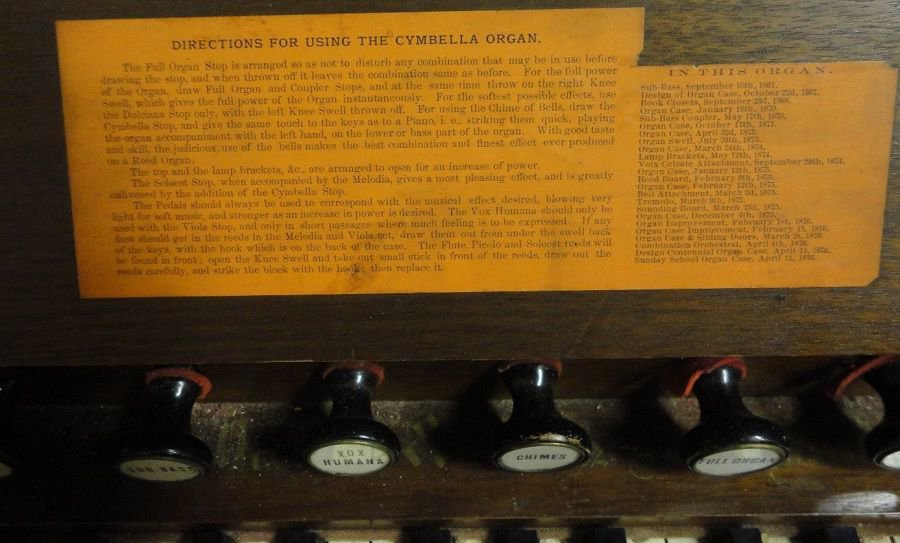 DIRECTIONS FOR USING THE CYMBELLA ORGAN.
The Full Organ Stop is arranged so as not to disturb any combination that may be in use before
drawing the stop, and when thrown off it leaves the combination same as before. For the full power
of the Organ, draw Full Organ and Coupler Stops, and at the same time throw on the right Knee
Swell, which gives the full power of the Organ instantaneously. For the softest possible effects, use
the Dulciana Stop only, with the left Knee Swell thrown off. For using the Chime of Bells, draw the
Cymbella Stop, and give the same touch to the keys as to a Piano, i. e., striking them quick, playing
the organ accompaniment with the left hand, on the lower or bass part of the organ. With good taste
and skill, the judicious use of the bells makes the best combination and finest effect ever produced
on a Reed Organ.
The top and the lamp brackets, &c., are arranged to open for an increase of power.
The Soloest Stop, when accompanied by the Melodia, gives a most pleasing effect, and is greatly
enlivened by the addition of the Cymbella Stop.
The Pedals should always be used to correspond with the musical effect desired, blowing very
light for soft music, and stronger as an increase in power is desired. The Vox Humana should only be
used with the Viola Stop, and only in short passages where much feeling is to be expressed. If any
dust should get in the reeds in the Melodia and Viola set, draw them out from under the swell back
of the keys, with the hook which is on the back of the case. The Flute, Picolo and Soloest reeds will
be found in front; open the Knee Swell and take out small stick in front of the reeds, draw out the
reeds carefully, and strike the block with the hook; then replace it.
IN THIS ORGAN.
Sub-Bass, September 10th, 1861.
Design of Organ Case, October 22d, 1867.
Book Closets, September 22d, 1868.
Organ Case, January 18th, 1870.
Sub-Bass Coupler, May 17th, 1870.
Organ Case, October 17th, 1871.
Organ Case, April 22d, 1873.
Organ Swell, July 29th, 1873.
Organ Case, March 24th, 1874.
Lamp Brackets, May 12th, 1874.
Voix Celeste Attachment, September 29th, 1874.
Organ Case, January 12th, 1875.
Reed Board, February 9th, 1875.
Organ Case, February 12th, 1875.
Bell Attachment, March 2d, 1875.
Tremolo, March 9th, 1875.
Sounding Board, March 23d, 1875.
Organ Case, December 4th, 1875.
Organ Improvement, February 1st, 1876.
Organ Case Improvement, February 15, 1876.
Organ Case & Sliding Doors, March 28, 1876.
Combination Orchestral, April 4th, 1876.
Design Centennial Organ Case, April 11, 1876.
Sunday School Organ Case, April 11, 1876.
SUB BASS
VOX
HUMANA
CHIMES
FULL ORGAN